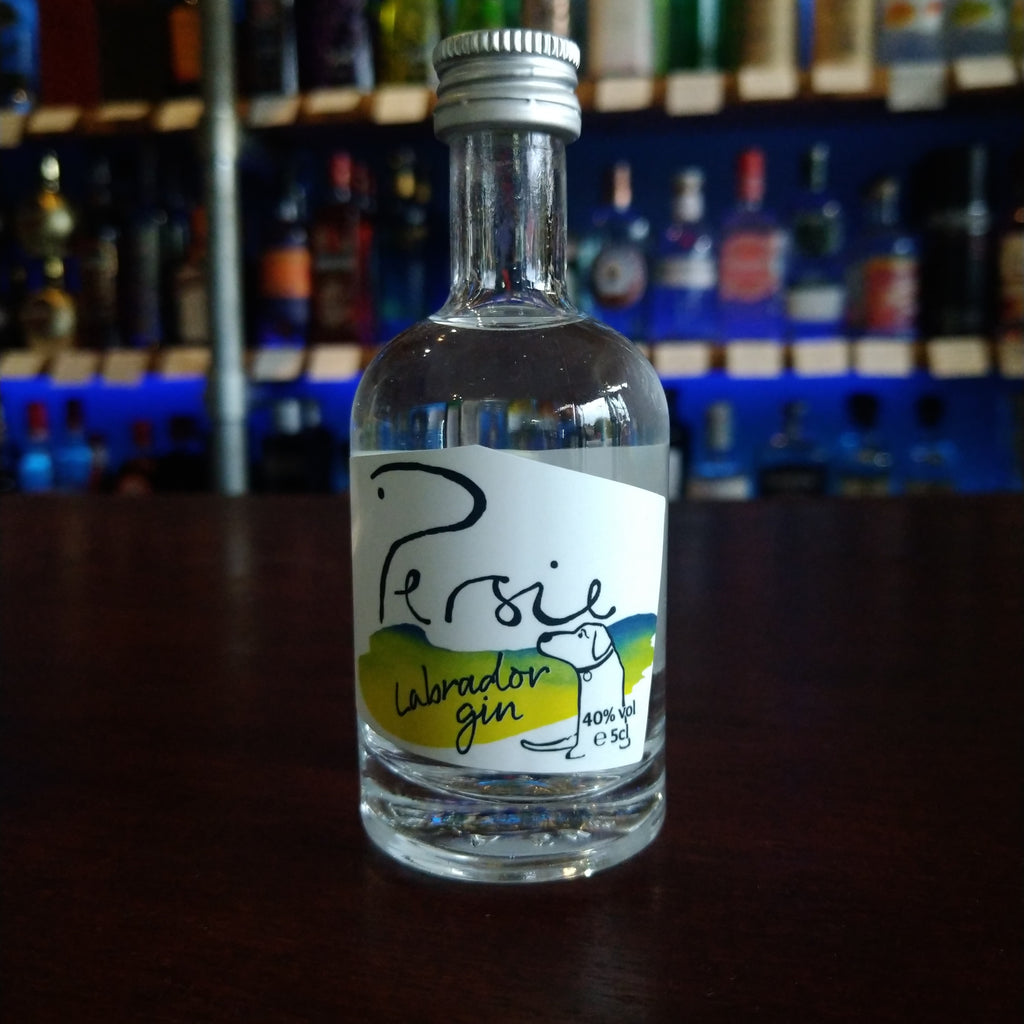 Persie
Labrador
gin
40% vol
e 5cl